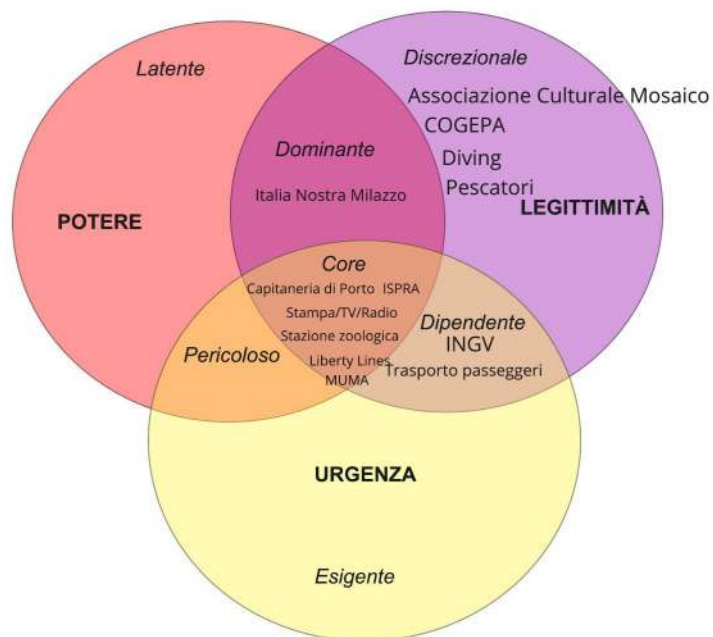 Latente
Discrezionale
Associazione Culturale Mosaico
COGEPA
Dominante
Diving
Italia Nostra Milazzo
Pescatori
POTERE
LEGITTIMITÀ
Core
Capitaneria di Porto ISPRA
Stampa/TV/Radio
Stazione zoologica
Liberty Lines
MUMA
Pericoloso
Dipendente
INGV
Trasporto passeggeri
URGENZA
Esigente